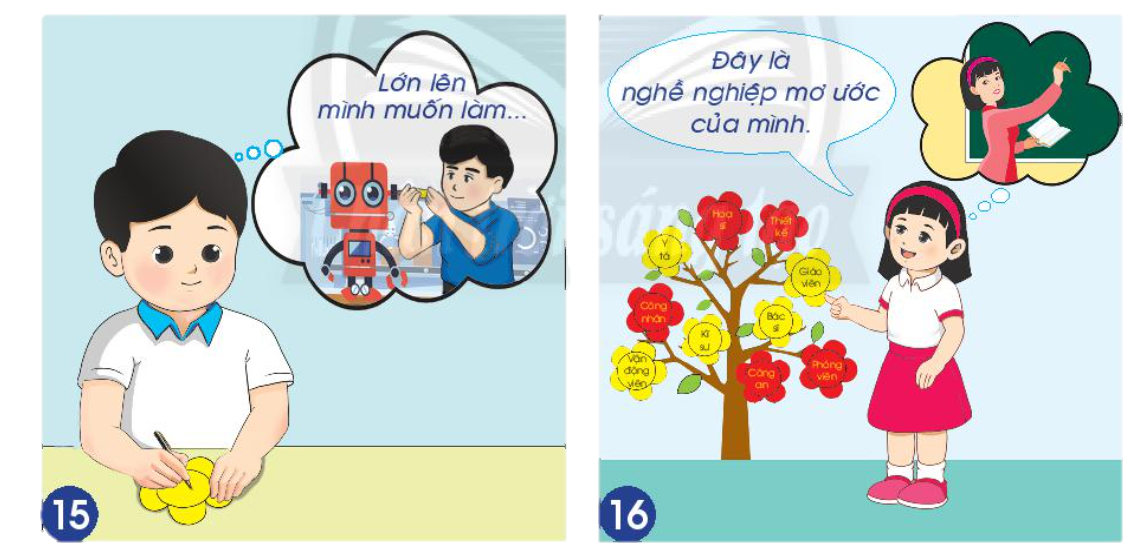 Lớn lên
mình muốn làm...
15
Đây là
nghề nghiệp mơ ước
của mình.
Hoạ
sĩ
Thiết
kế
Y
tá
Giáo
viên
Công
nhân
Bác
sĩ
Kĩ
sư
Vận
động
viên
Công
an
Phóng
viên
16